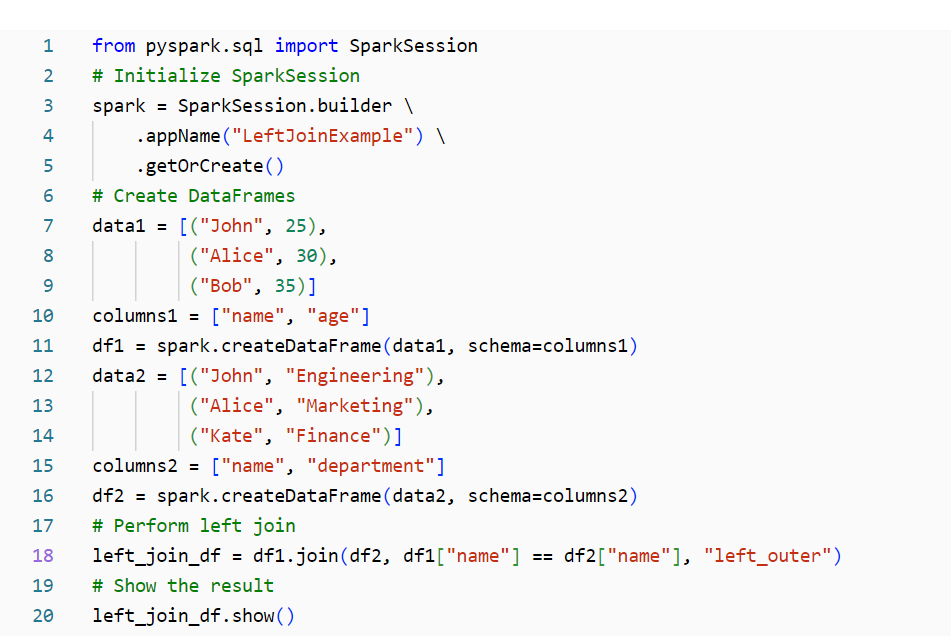 1 from pyspark.sql import SparkSession
2 # Initialize SparkSession
3 spark = SparkSession.builder \
4     .appName("LeftJoinExample") \
5     .getOrCreate()
6 # Create DataFrames
7 data1 = [("John", 25),
8          ("Alice", 30),
9          ("Bob", 35)]
10 columns1 = ["name", "age"]
11 df1 = spark.createDataFrame(data1, schema=columns1)
12 data2 = [("John", "Engineering"),
13          ("Alice", "Marketing"),
14          ("Kate", "Finance")]
15 columns2 = ["name", "department"]
16 df2 = spark.createDataFrame(data2, schema=columns2)
17 # Perform left join
18 left_join_df = df1.join(df2, df1["name"] == df2["name"], "left_outer")
19 # Show the result
20 left_join_df.show()